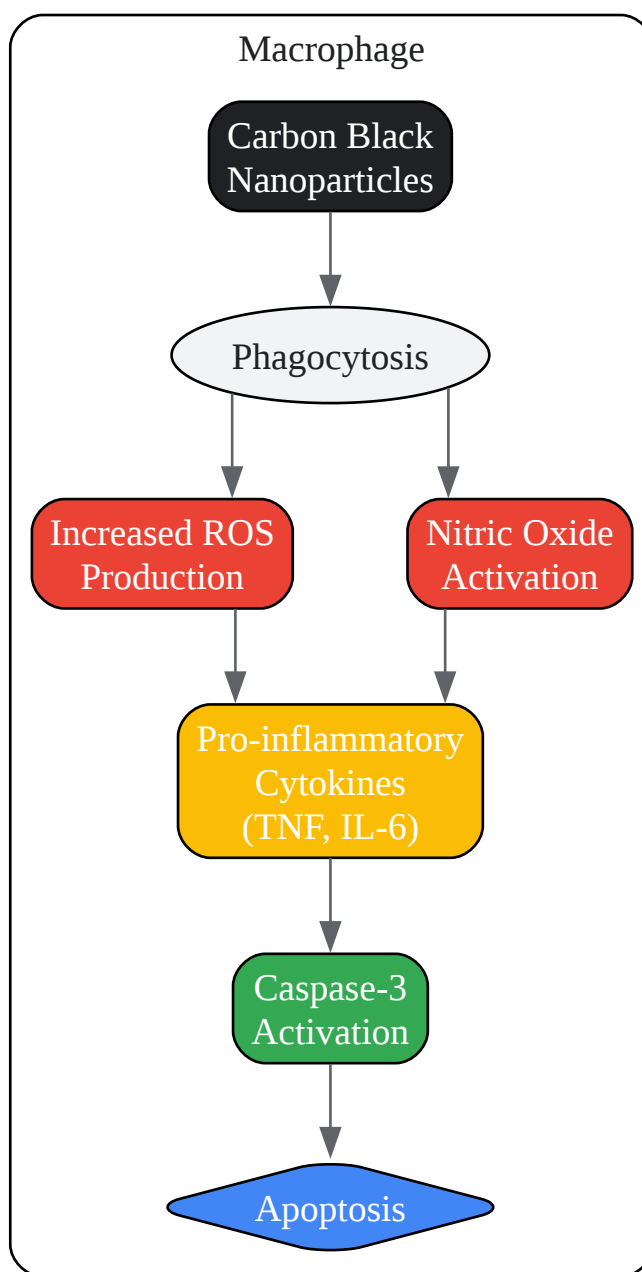 Macrophage
Carbon Black
Nanoparticles
Phagocytosis
Increased ROS
Production
Nitric Oxide
Activation
Pro-inflammatory
Cytokines
(TNF, IL-6)
Caspase-3
Activation
Apoptosis